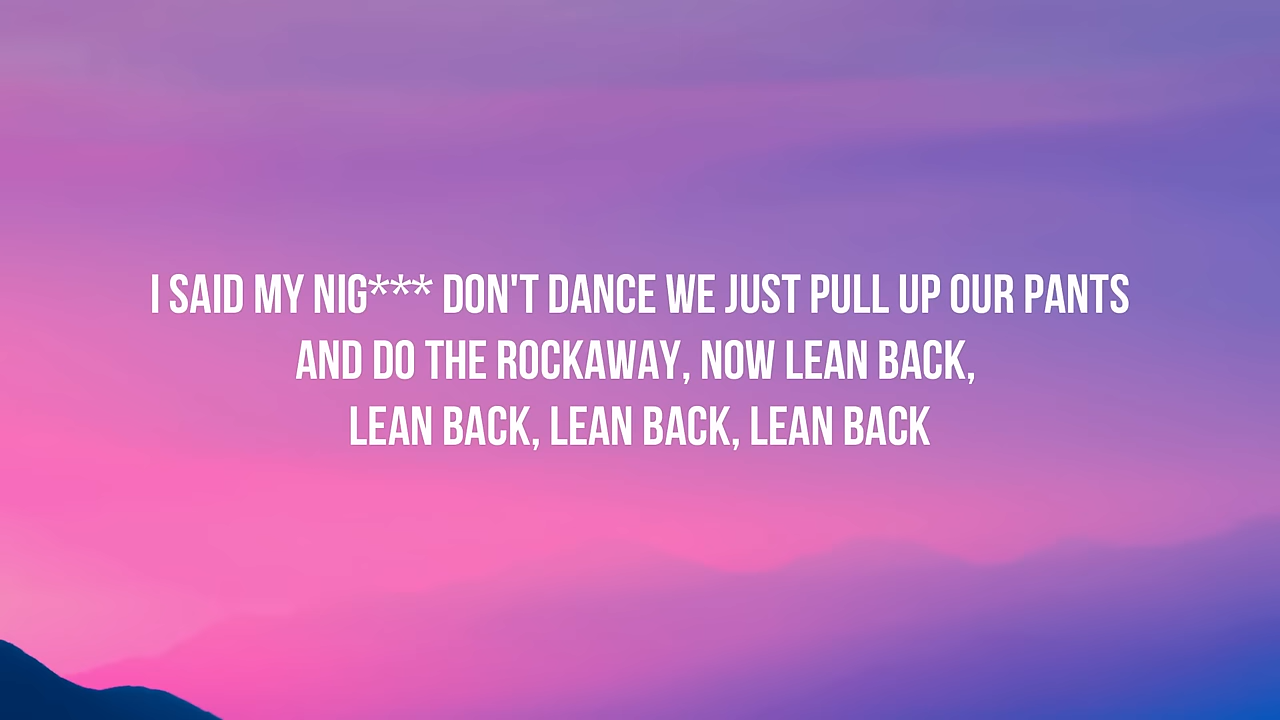 I SAID MY NIG*** DON'T DANCE WE JUST PULL UP OUR PANTS
AND DO THE ROCKAWAY, NOW LEAN BACK,
LEAN BACK, LEAN BACK, LEAN BACK